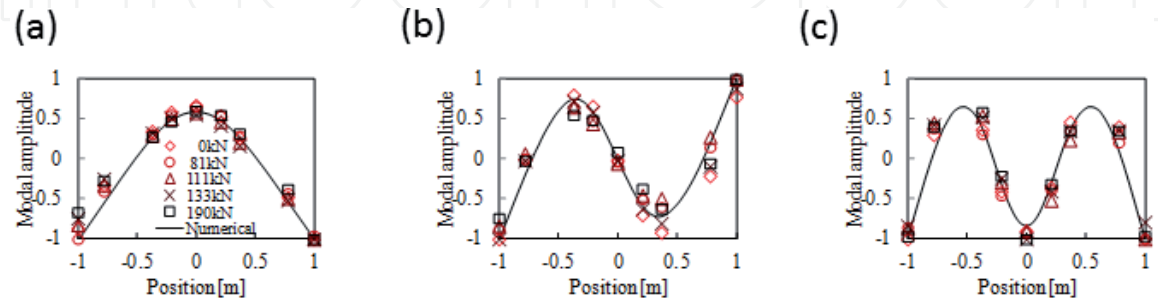 (a)
(b)
(c)
Modal amplitude
1
0.5
0
-0.5
-1
0kN
81kN
111kN
133kN
190kN
Numerical
-1 -0.5 0 0.5 1
Position [m]
Modal amplitude
1
0.5
0
-0.5
-1
-1 -0.5 0 0.5 1
Position [m]
Modal amplitude
1
0.5
0
-0.5
-1
-1 -0.5 0 0.5 1
Position [m]